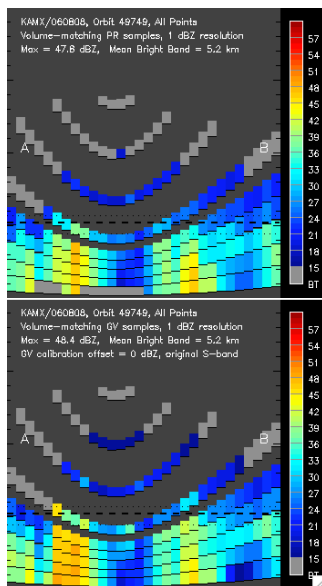 KAMX/060808, Orbit 49749, All Points
Volume-matching PR samples, 1 dBZ resolution
Max = 47.8 dBZ, Mean Bright Band = 5.2 km
A
B
57
54
51
48
45
42
39
36
33
30
27
24
21
18
15
BT
KAMX/060808, Orbit 49749, All Points
Volume-matching GV samples, 1 dBZ resolution
Max = 48.4 dBZ, Mean Bright Band = 5.2 km
GV calibration offset = 0 dBZ, original S-band
A
B
57
54
51
48
45
42
39
36
33
30
27
24
21
18
15
BT